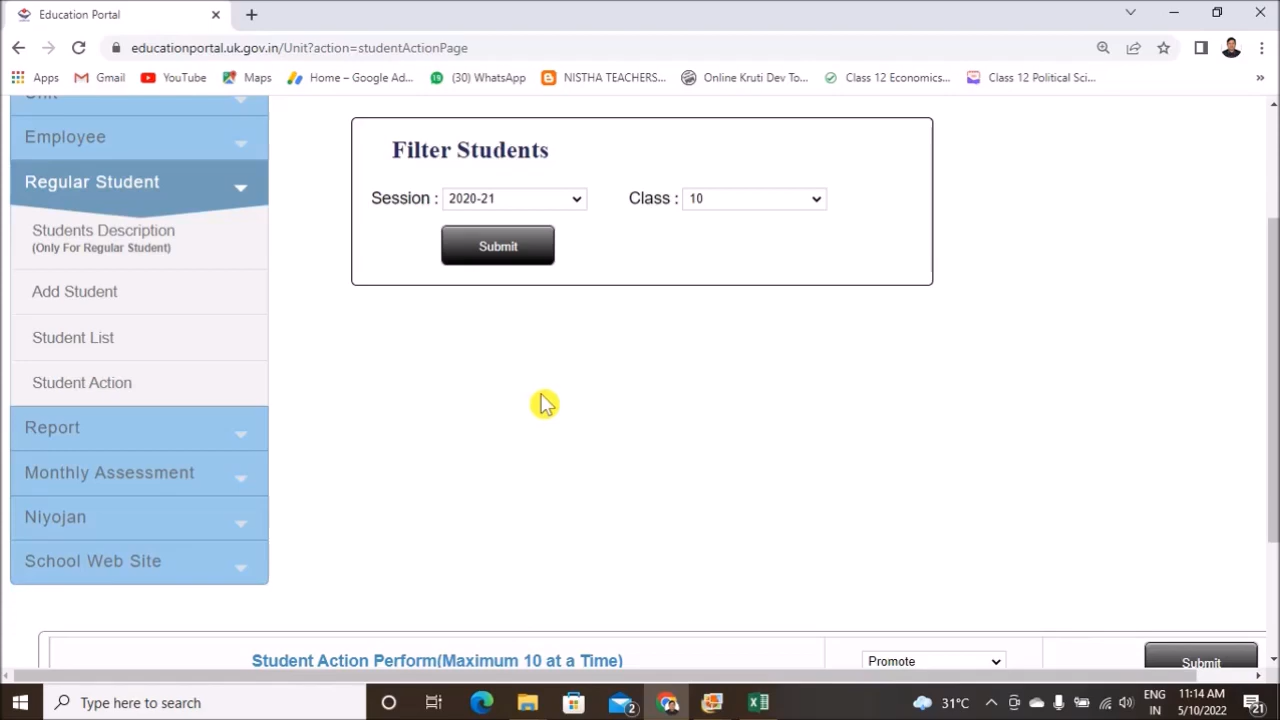 Education Portal
educationportal.uk.gov.in/Unit?action=studentActionPage
Apps
Gmail
YouTube
Maps
Home – Google Ad...
(30) WhatsApp
NISTHA TEACHERS...
Online Kruti Dev To...
Class 12 Economics...
Class 12 Political Sci...
»
Unit
Employee
Regular Student
Students Description
(Only For Regular Student)
Add Student
Student List
Student Action
Report
Monthly Assessment
Niyojan
School Web Site
Filter Students
Session : 2020-21 Class : 10
Submit
Student Action Perform(Maximum 10 at a Time) Promote Submit
Type here to search
2
31°C
ENG
IN
11:14 AM
5/10/2022
21